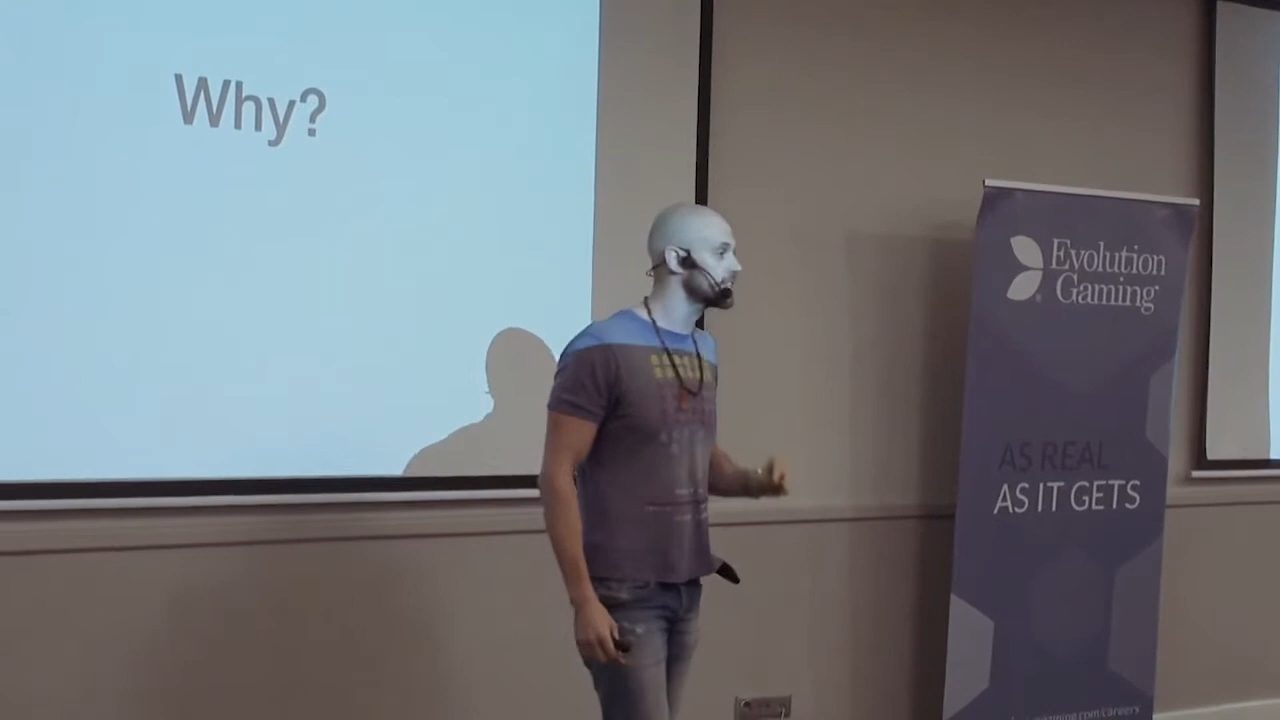 Why?
Evolution
Gaming
AS REAL
AS IT GETS